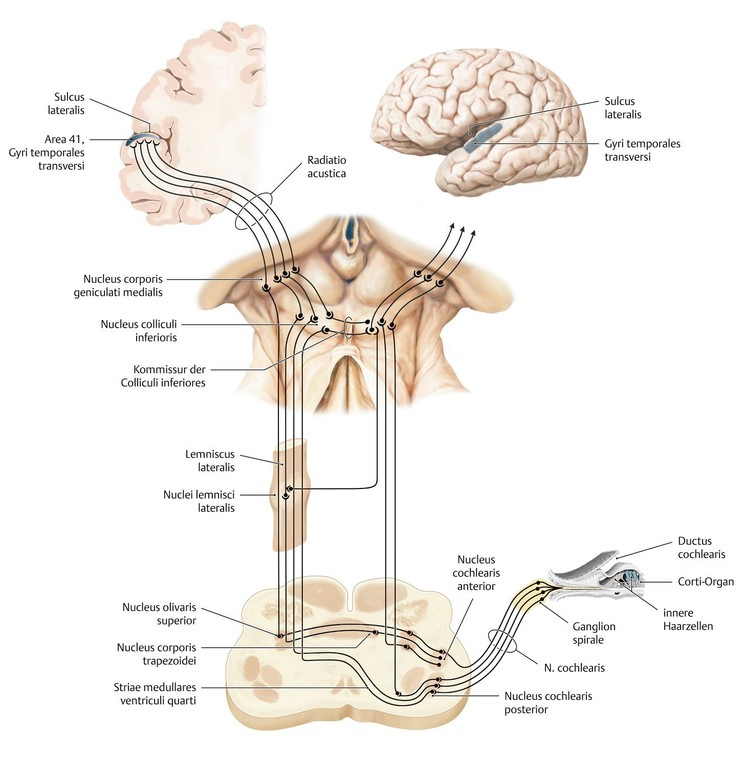 Sulcus
lateralis
Area 41,
Gyri temporales
transversi
Radiatio
acustica
Sulcus
lateralis
Gyri temporales
transversi
Nucleus corporis
geniculati medialis
Nucleus colliculi
inferioris
Kommissur der
Colliculi inferiores
Lemniscus
lateralis
Nuclei lemnisci
lateralis
Ductus
cochlearis
Corti-Organ
innere
Haarzellen
Nucleus
cochlearis
anterior
Ganglion
spirale
N. cochlearis
Nucleus cochlearis
posterior
Nucleus olivaris
superior
Nucleus corporis
trapezoidei
Striae medullares
ventriculi quarti